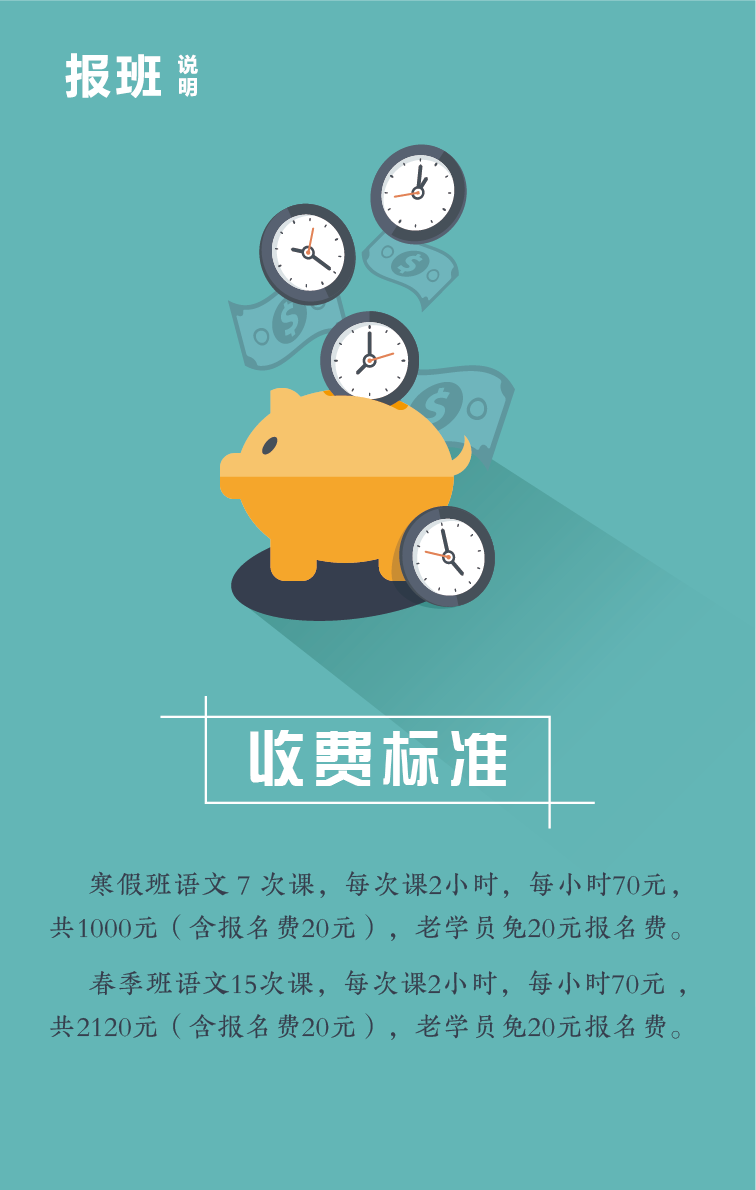 报班 说明
收费标准
寒假班语文 7 次课，每次课2小时，每小时70元，
共1000元（含报名费20元），老学员免20元报名费。
春季班语文15次课，每次课2小时，每小时70元 ，
共2120元（含报名费20元），老学员免20元报名费。